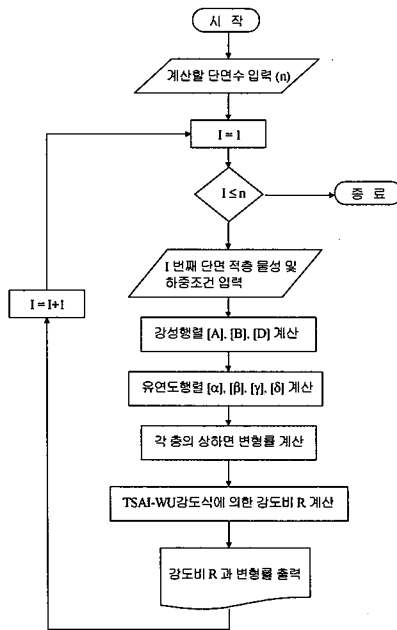 시 작
계산할 단면수 입력 (n)
I = 1
I ≤ n
종 료
I 번째 단면 적층 물성 및
하중조건 입력
I = I+1
강성행렬 [A], [B], [D] 계산
유연도행렬 [α], [β], [γ], [δ] 계산
각 층의 상하면 변형률 계산
TSAI-WU강도식에 의한 강도비 R 계산
강도비 R 과 변형률 출력